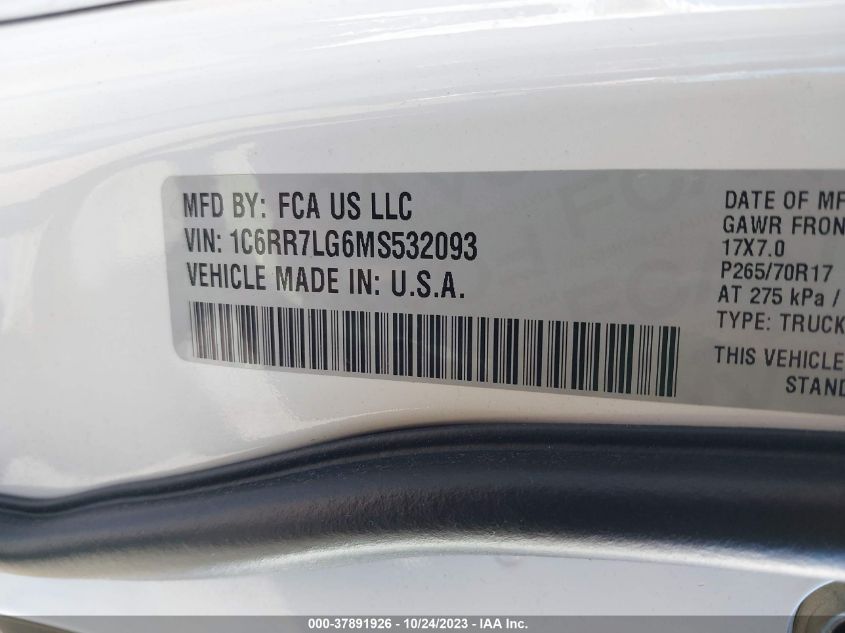 MFD BY: FCA US LLC
VIN: 1C6RR7LG6MS532093
VEHICLE MADE IN: U.S.A.
DATE OF MF
GAWR FRON
17X7.0
P265/70R17
AT 275 kPa /
TYPE: TRUCK
THIS VEHICLE
STAND
000-37891926 - 10/24/2023 - IAA Inc.